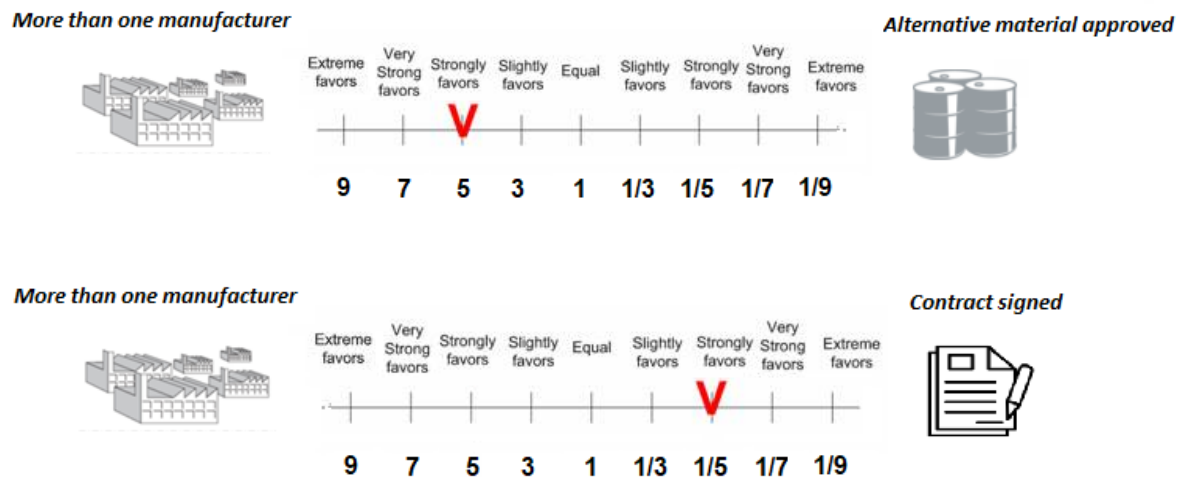 More than one manufacturer
Alternative material approved
Extreme favors
Very Strong favors
Strongly favors
Slightly favors
Equal
Slightly favors
Strongly favors
Very Strong favors
Extreme favors
V
9 7 5 3 1 1/3 1/5 1/7 1/9
More than one manufacturer
Contract signed
Extreme favors
Very Strong favors
Strongly favors
Slightly favors
Equal
Slightly favors
Strongly favors
Very Strong favors
Extreme favors
V
9 7 5 3 1 1/3 1/5 1/7 1/9